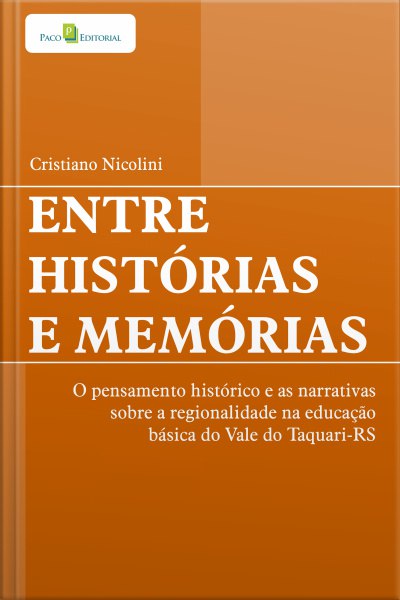 PACO EDITORIAL
Cristiano Nicolini
ENTRE
HISTÓRIAS
E MEMÓRIAS
O pensamento histórico e as narrativas
sobre a regionalidade na educação
básica do Vale do Taquari-RS